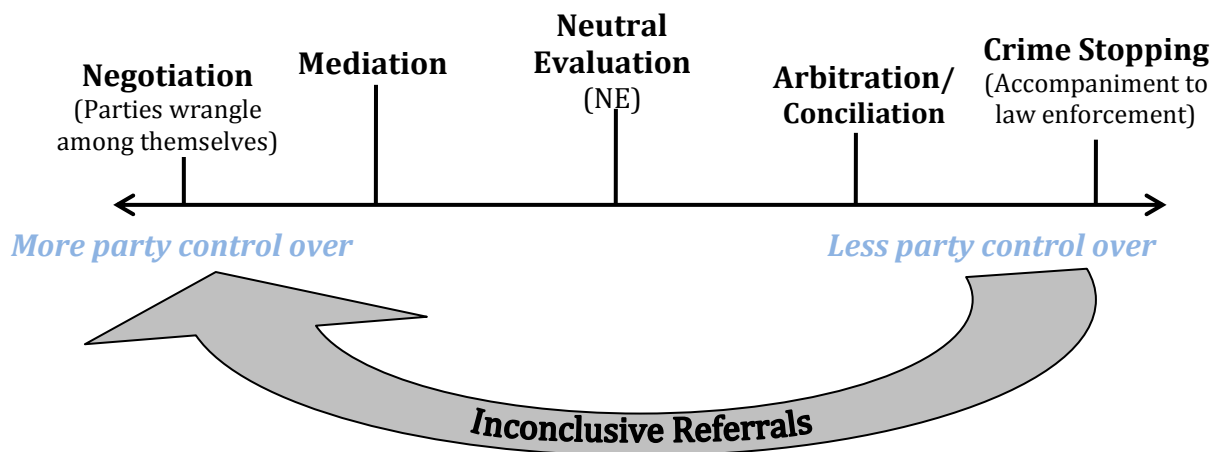 Negotiation
(Parties wrangle
among themselves)
Mediation
Neutral
Evaluation
(NE)
Arbitration/
Conciliation
Crime Stopping
(Accompaniment to
law enforcement)
More party control over
Less party control over
Inconclusive Referrals